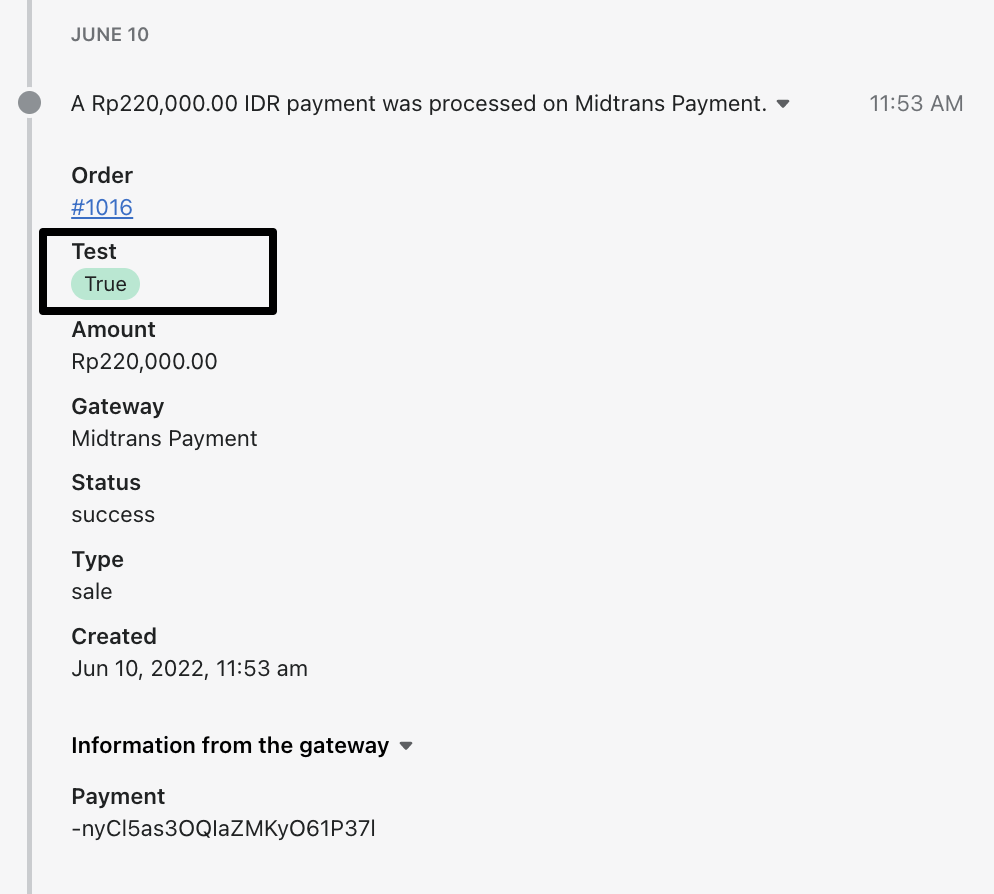 JUNE 10
A Rp220,000.00 IDR payment was processed on Midtrans Payment. 11:53 AM
Order
#1016
Test
True
Amount
Rp220,000.00
Gateway
Midtrans Payment
Status
success
Type
sale
Created
Jun 10, 2022, 11:53 am
Information from the gateway
Payment
-nyCl5as3OQlaZMKyO61P37l